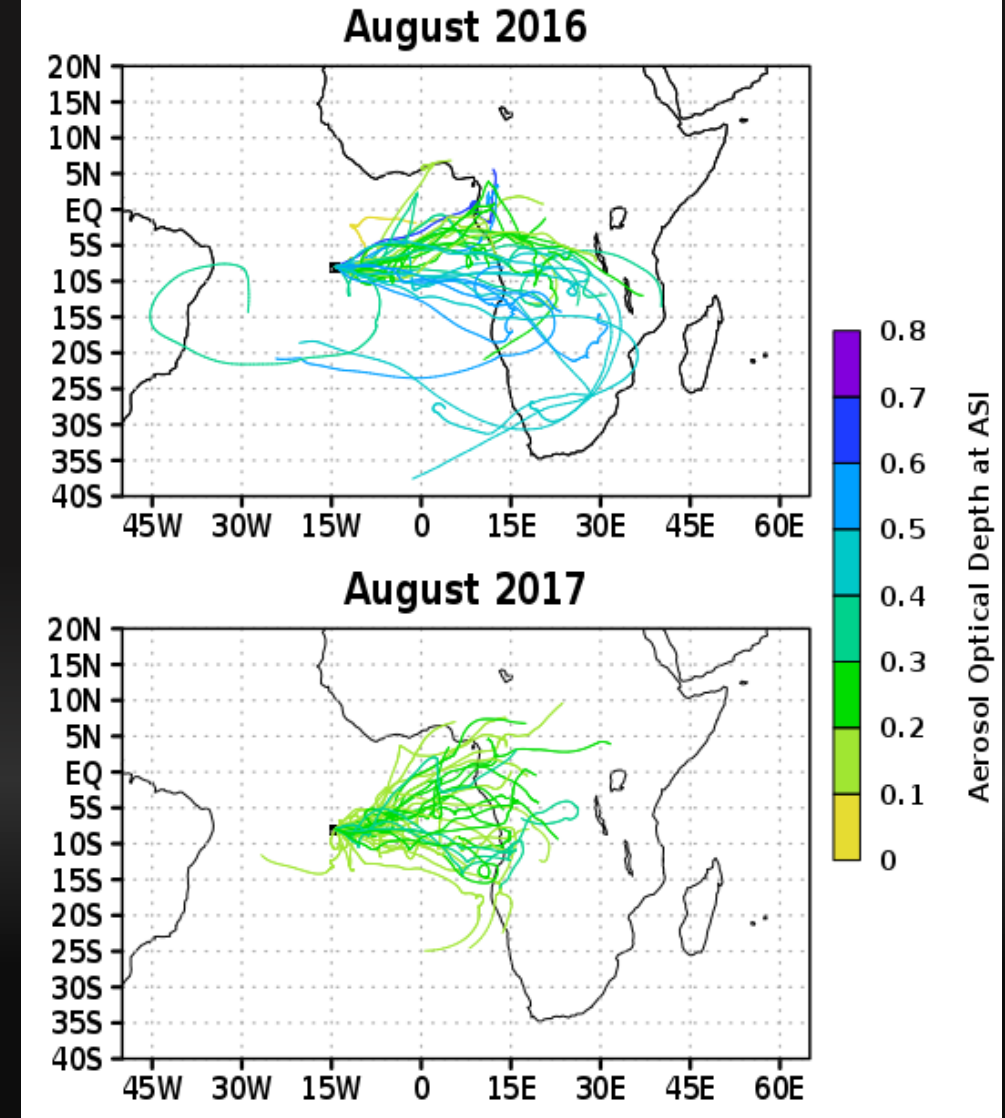 August 2016
20N
15N
10N
5N
EQ
5S
10S
15S
20S
25S
30S
35S
40S
45W 30W 15W 0 15E 30E 45E 60E
August 2017
20N
15N
10N
5N
EQ
5S
10S
15S
20S
25S
30S
35S
40S
45W 30W 15W 0 15E 30E 45E 60E
0.8
0.7
0.6
0.5
0.4
0.3
0.2
0.1
0
Aerosol Optical Depth at ASI